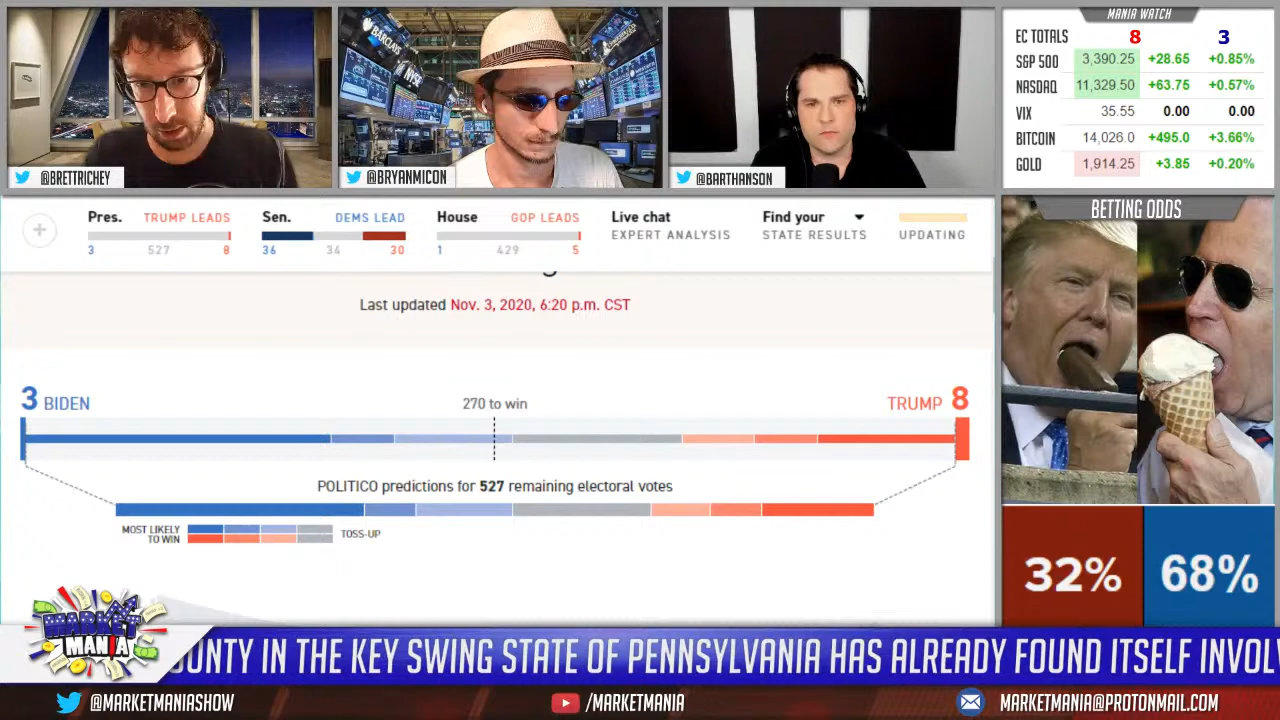 BARCLAYS
NYSE
@BRETTRICHEY
@BRYANMICON
@BARTHANSON
MANIA WATCH
EC TOTALS 8 3
S&P 500 3,390.25 +28.65 +0.85%
NASDAQ 11,329.50 +63.75 +0.57%
VIX 35.55 0.00 0.00
BITCOIN 14,026.0 +495.0 +3.66%
GOLD 1,914.25 +3.85 +0.20%
Pres. TRUMP LEADS
3 527 8
Sen. DEMS LEAD
36 34 30
House GOP LEADS
1 429 5
Live chat
EXPERT ANALYSIS
Find your
STATE RESULTS
UPDATING
Last updated Nov. 3, 2020, 6:20 p.m. CST
3 BIDEN
270 to win
TRUMP 8
POLITICO predictions for 527 remaining electoral votes
MOST LIKELY
TO WIN
TOSS-UP
BETTING ODDS
32% 68%
MARKET
MANIA
OUNTY IN THE KEY SWING STATE OF PENNSYLVANIA HAS ALREADY FOUND ITSELF INVOL
@MARKETMANIASHOW
/MARKETMANIA
MARKETMANIA@PROTONMAIL.COM